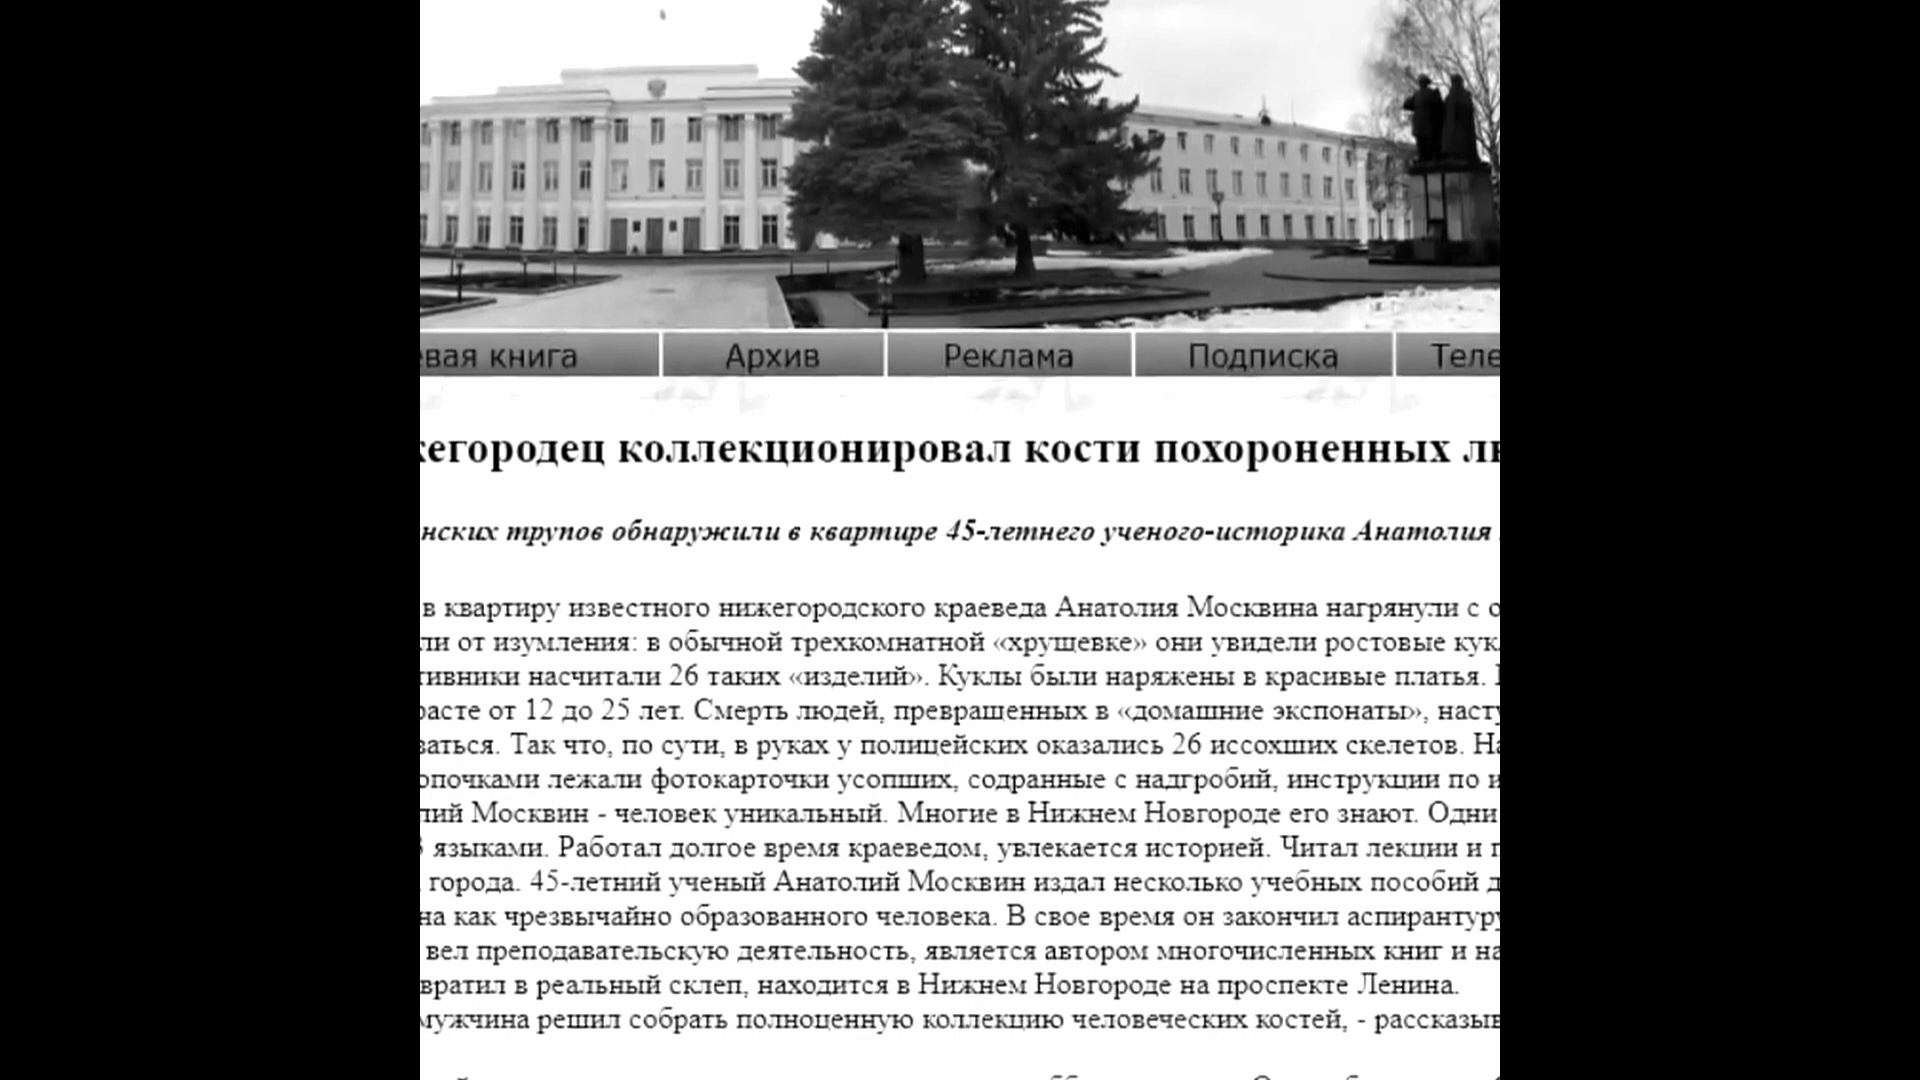 евая книга
Архив
Реклама
Подписка
Теле
жегородец коллекционировал кости похороненных лю
нских трупов обнаружили в квартире 45-летнего ученого-историка Анатолия
в квартиру известного нижегородского краеведа Анатолия Москвина нагрянули с о
ли от изумления: в обычной трехкомнатной «хрущевке» они увидели ростовые кук
тивники насчитали 26 таких «изделий». Куклы были наряжены в красивые платья.
расте от 12 до 25 лет. Смерть людей, превращенных в «домашние экспонаты», насту
ваться. Так что, по сути, в руках у полицейских оказались 26 иссохших скелетов. На
опочками лежали фотокарточки усопших, содранные с надгробий, инструкции по и
лий Москвин - человек уникальный. Многие в Нижнем Новгороде его знают. Одни
3 языками. Работал долгое время краеведом, увлекается историей. Читал лекции и п
города. 45-летний ученый Анатолий Москвин издал несколько учебных пособий д
на как чрезвычайно образованного человека. В свое время он закончил аспирантуру
вел преподавательскую деятельность, является автором многочисленных книг и на
вратил в реальный склеп, находится в Нижнем Новгороде на проспекте Ленина.
мужчина решил собрать полноценную коллекцию человеческих костей, - рассказыв